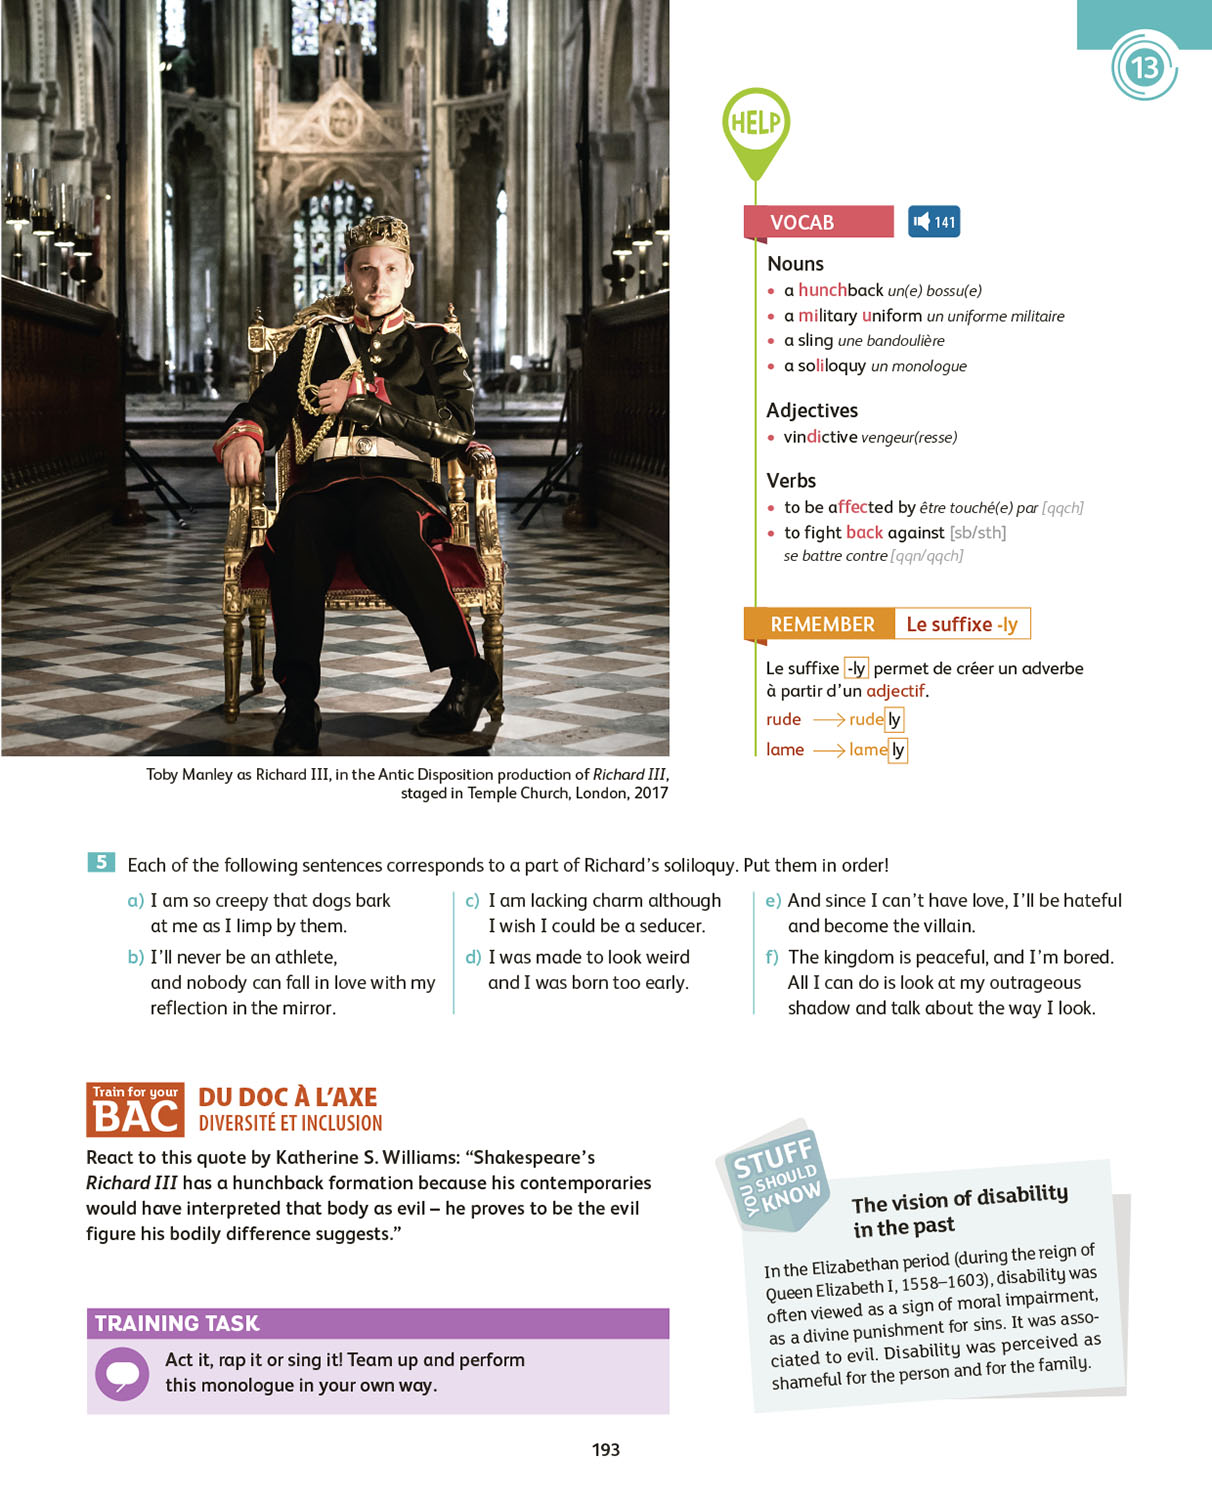 13
HELP
VOCAB
141
Nouns
• a hunchback un(e) bossu(e)
• a military uniform un uniforme militaire
• a sling une bandoulière
• a soliloquy un monologue
Adjectives
• vindictive vengeur(resse)
Verbs
• to be affected by être touché(e) par [qqch]
• to fight back against [sb/sth]
se battre contre [qqn/qqch]
REMEMBER Le suffixe -ly
Le suffixe -ly permet de créer un adverbe
à partir d'un adjectif.
rude → rudely
lame → lamely
Toby Manley as Richard III, in the Antic Disposition production of Richard III,
staged in Temple Church, London, 2017
5 Each of the following sentences corresponds to a part of Richard's soliloquy. Put them in order!
a) I am so creepy that dogs bark
at me as I limp by them.
b) I'll never be an athlete,
and nobody can fall in love with my
reflection in the mirror.
c) I am lacking charm although
I wish I could be a seducer.
d) I was made to look weird
and I was born too early.
e) And since I can't have love, I'll be hateful
and become the villain.
f) The kingdom is peaceful, and I'm bored.
All I can do is look at my outrageous
shadow and talk about the way I look.
Train for your
BAC
DU DOC À L'AXE
DIVERSITÉ ET INCLUSION
React to this quote by Katherine S. Williams: "Shakespeare's
Richard III has a hunchback formation because his contemporaries
would have interpreted that body as evil – he proves to be the evil
figure his bodily difference suggests."
TRAINING TASK
Act it, rap it or sing it! Team up and perform
this monologue in your own way.
STUFF
YOU SHOULD
KNOW
The vision of disability
in the past
In the Elizabethan period (during the reign of
Queen Elizabeth I, 1558–1603), disability was
often viewed as a sign of moral impairment,
as a divine punishment for sins. It was asso-
ciated to evil. Disability was perceived as
shameful for the person and for the family.
193